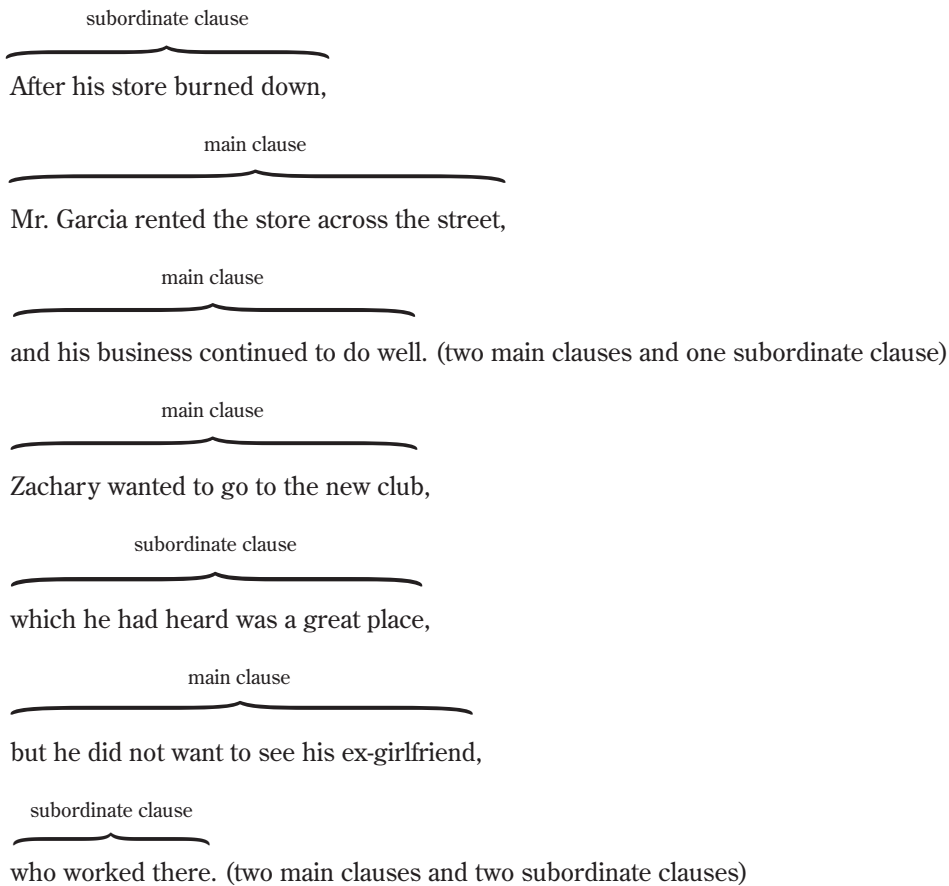 subordinate clause
After his store burned down,
main clause
Mr. Garcia rented the store across the street,
main clause
and his business continued to do well. (two main clauses and one subordinate clause)
main clause
Zachary wanted to go to the new club,
subordinate clause
which he had heard was a great place,
main clause
but he did not want to see his ex-girlfriend,
subordinate clause
who worked there. (two main clauses and two subordinate clauses)